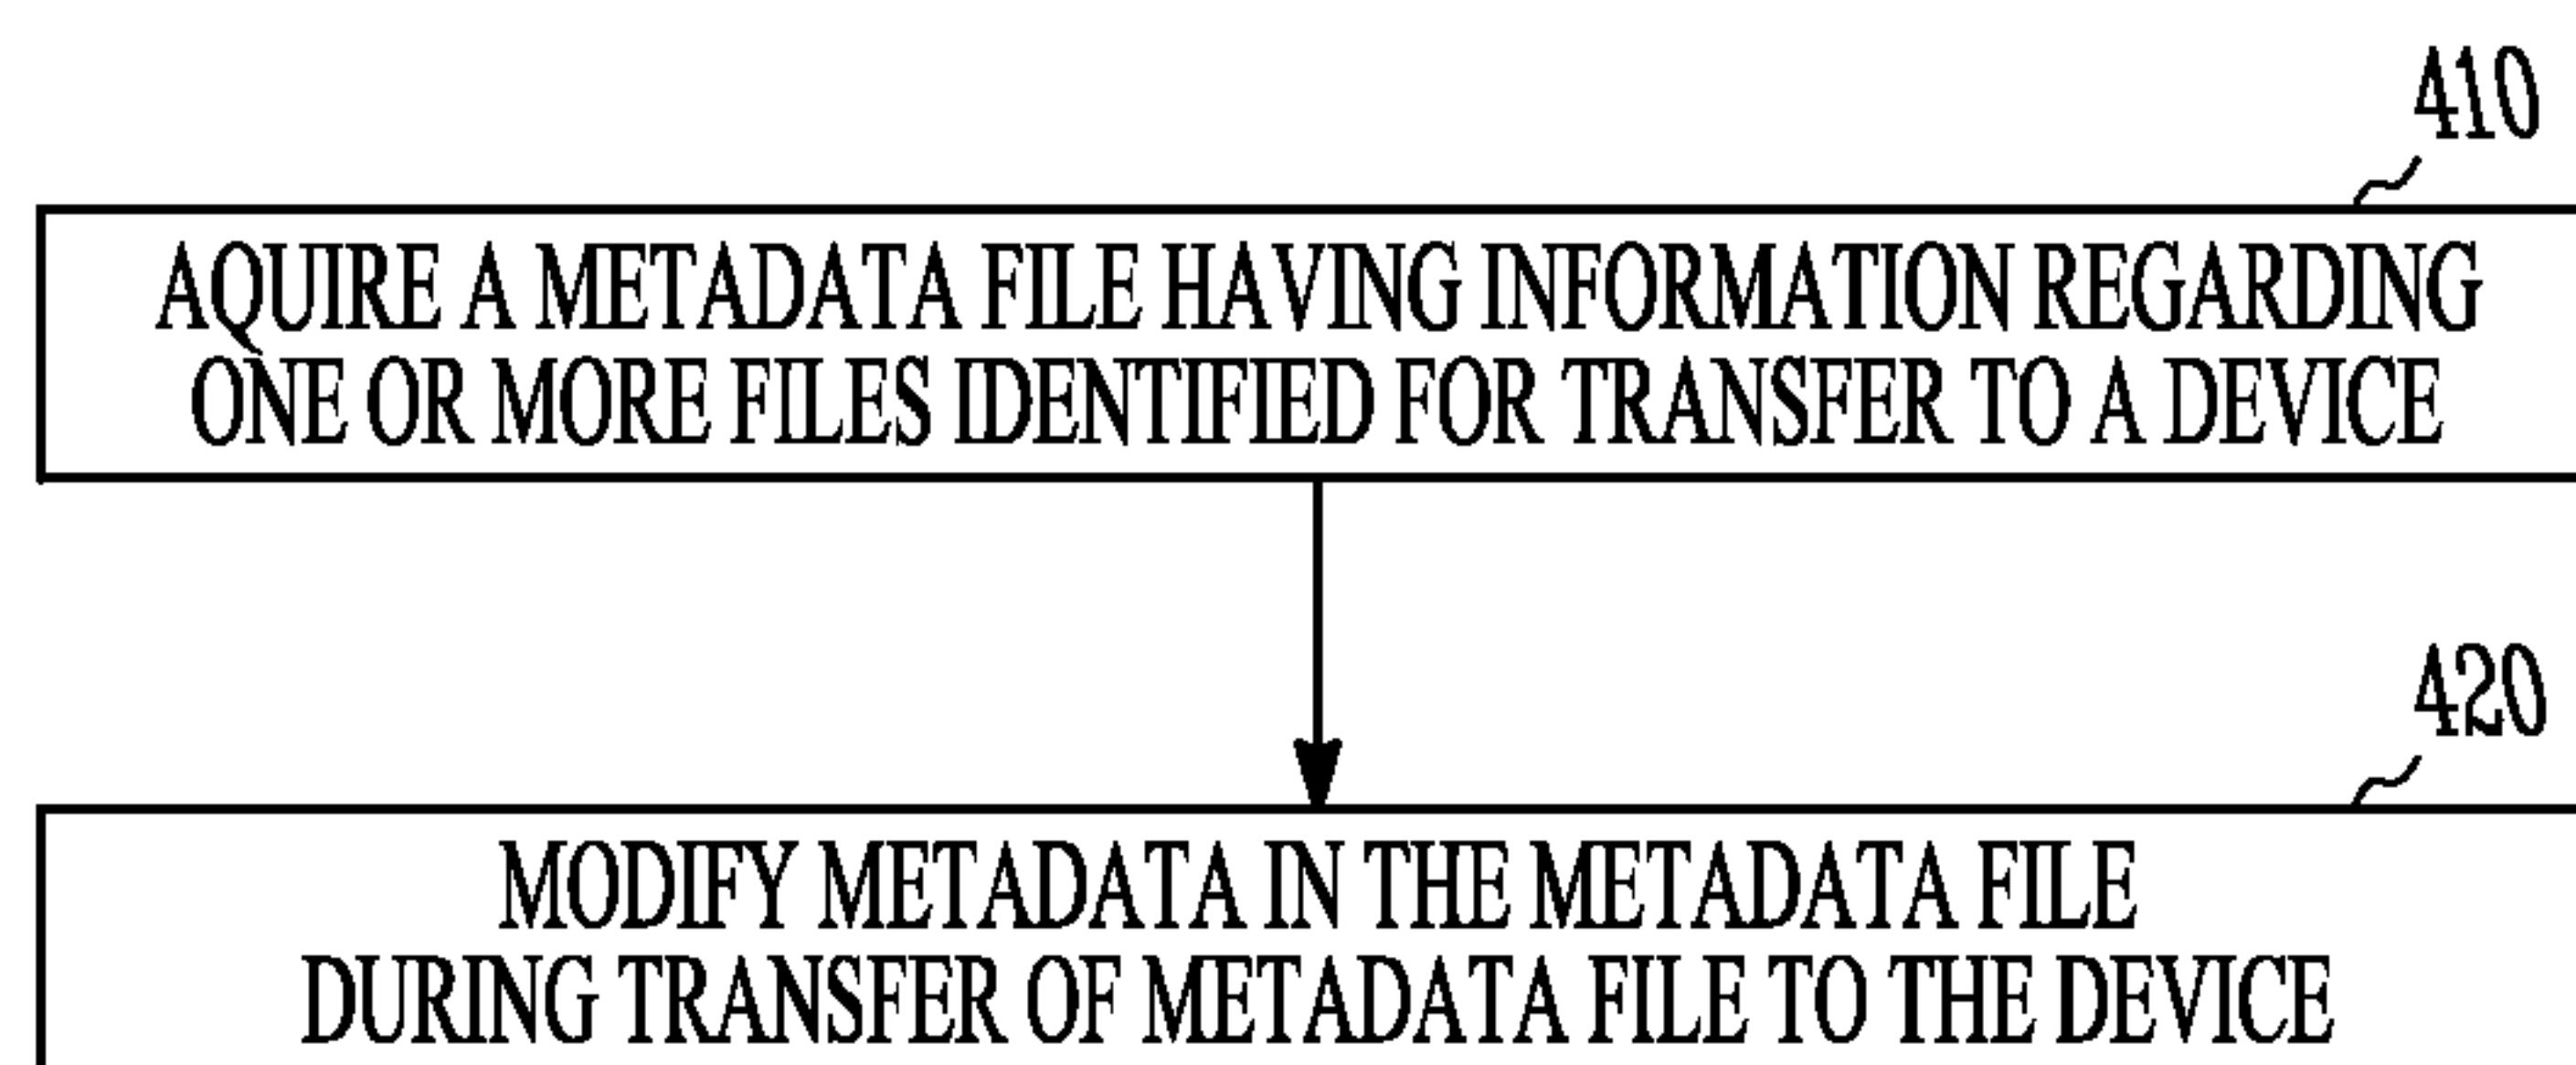 410
AQUIRE A METADATA FILE HAVING INFORMATION REGARDING
ONE OR MORE FILES IDENTIFIED FOR TRANSFER TO A DEVICE
420
MODIFY METADATA IN THE METADATA FILE
DURING TRANSFER OF METADATA FILE TO THE DEVICE